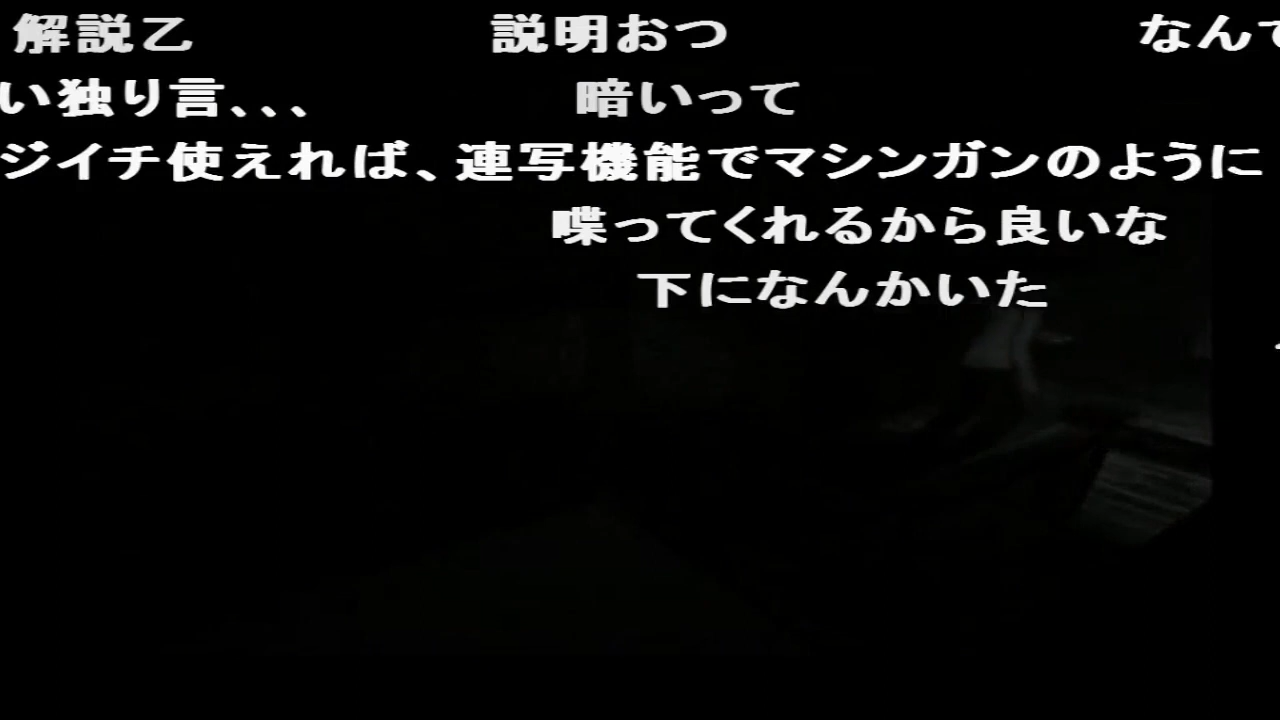 解説乙 説明おつ なんで
い独り言､､､ 暗いって
ジイチ使えれば、連写機能でマシンガンのように
喋ってくれるから良いな
下になんかいた